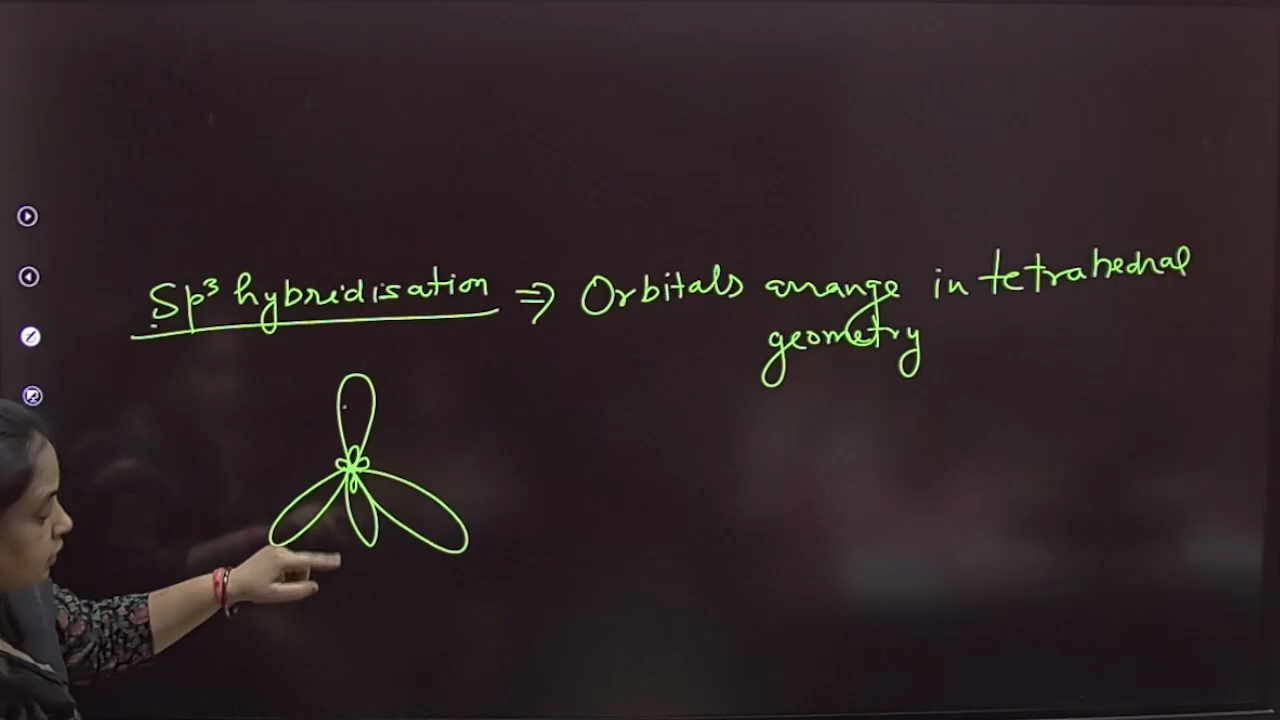 Sp³ hybridisation ⇒ Orbitals arrange in tetrahedral
geometry